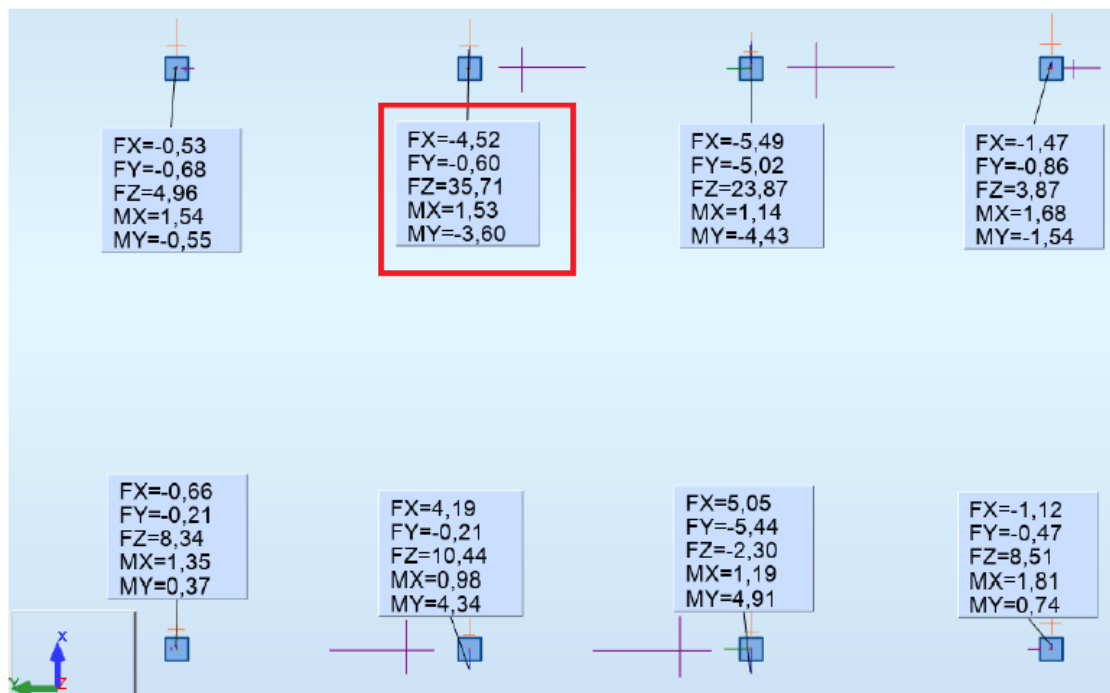 FX=-0,53
FY=-0,68
FZ=4,96
MX=1,54
MY=-0,55
FX=-4,52
FY=-0,60
FZ=35,71
MX=1,53
MY=-3,60
FX=-5,49
FY=-5,02
FZ=23,87
MX=1,14
MY=-4,43
FX=-1,47
FY=-0,86
FZ=3,87
MX=1,68
MY=-1,54
FX=-0,66
FY=-0,21
FZ=8,34
MX=1,35
MY=0,37
FX=4,19
FY=-0,21
FZ=10,44
MX=0,98
MY=4,34
FX=5,05
FY=-5,44
FZ=-2,30
MX=1,19
MY=4,91
FX=-1,12
FY=-0,47
FZ=8,51
MX=1,81
MY=0,74
X
Y
Z